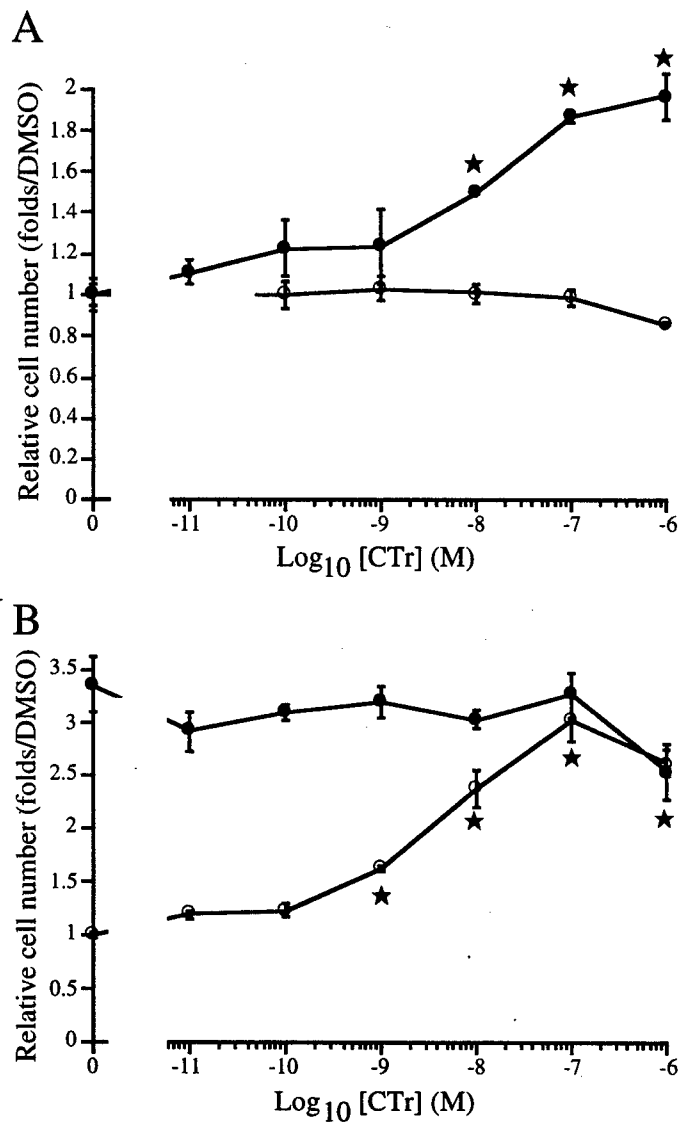 A
Relative cell number (folds/DMSO)
2
1.8
1.6
1.4
1.2
1
0.8
0.6
0.4
0.2
0
0 -11 -10 -9 -8 -7 -6
Log10 [CTr] (M)
B
Relative cell number (folds/DMSO)
3.5
3
2.5
2
1.5
1
0.5
0
0 -11 -10 -9 -8 -7 -6
Log10 [CTr] (M)